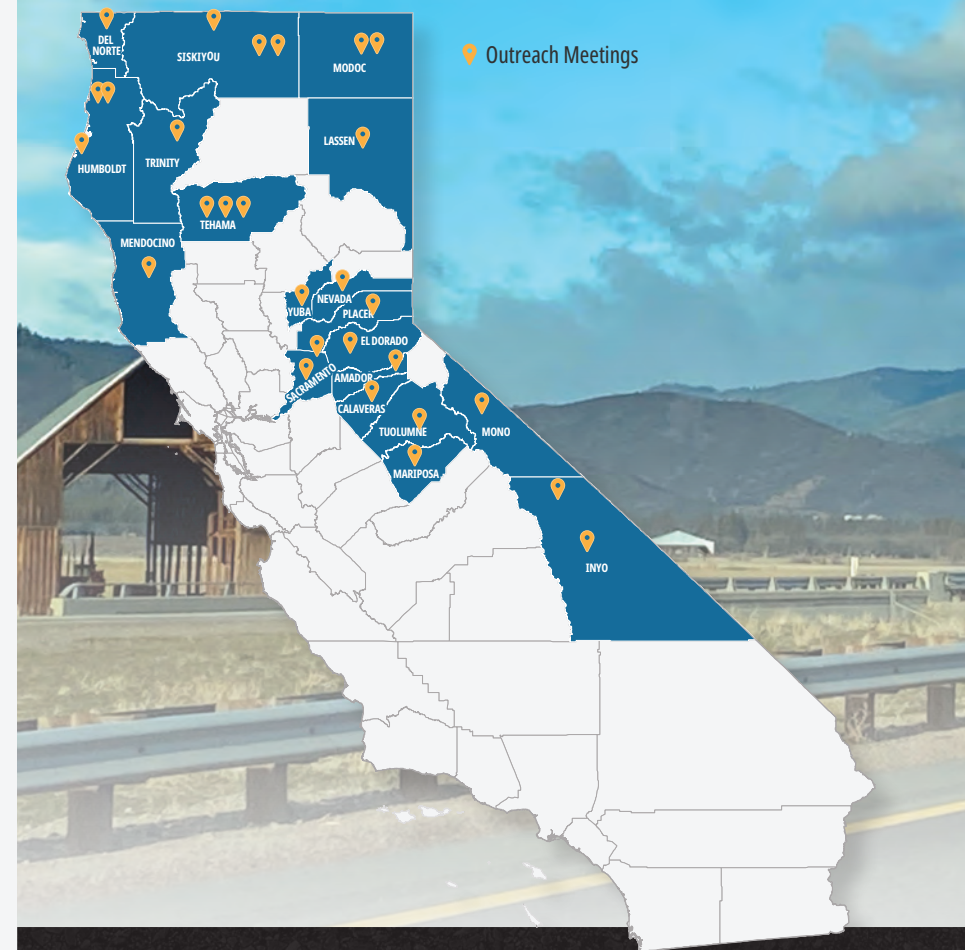 DEL
NORTE
SISKIYOU
MODOC
Outreach Meetings
LASSEN
HUMBOLDT
TRINITY
TEHAMA
MENDOCINO
YUBA
NEVADA
PLACER
EL DORADO
SACRAMENTO
AMADOR
CALAVERAS
TUOLUMNE
MONO
MARIPOSA
INYO